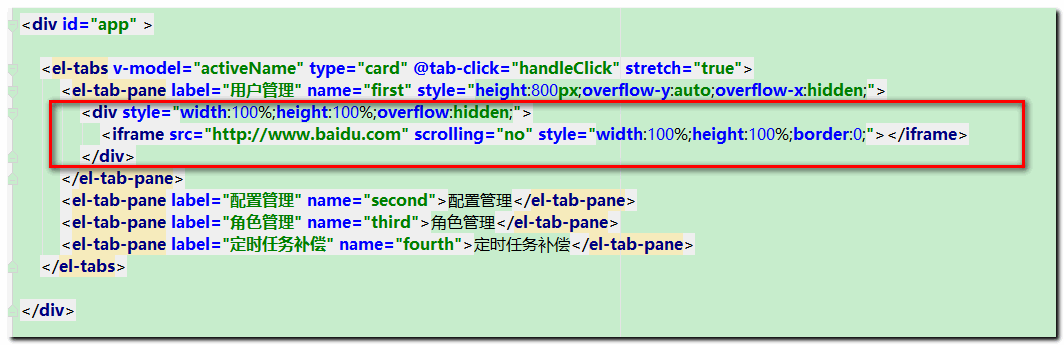 <div id="app" >
<el-tabs v-model="activeName" type="card" @tab-click="handleClick" stretch="true">
<el-tab-pane label="用户管理" name="first" style="height:800px;overflow-y:auto;overflow-x:hidden;">
<div style="width:100%;height:100%;overflow:hidden;">
<iframe src="http://www.baidu.com" scrolling="no" style="width:100%;height:100%;border:0;"></iframe>
</div>
</el-tab-pane>
<el-tab-pane label="配置管理" name="second">配置管理</el-tab-pane>
<el-tab-pane label="角色管理" name="third">角色管理</el-tab-pane>
<el-tab-pane label="定时任务补偿" name="fourth">定时任务补偿</el-tab-pane>
</el-tabs>
</div>